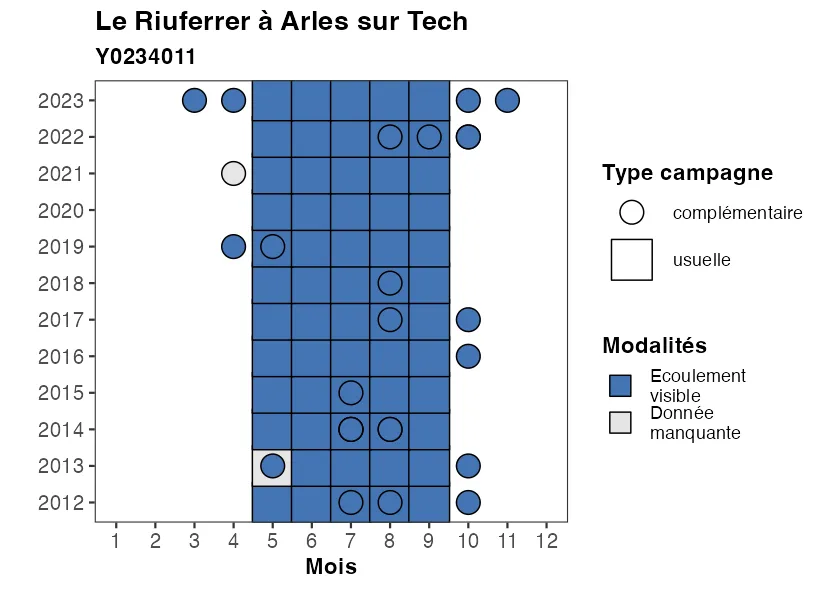 Le Riuferrer à Arles sur Tech
Y0234011
2023
2022
2021
2020
2019
2018
2017
2016
2015
2014
2013
2012
1 2 3 4 5 6 7 8 9 10 11 12
Mois
Type campagne
complémentaire
usuelle
Modalités
Ecoulement
visible
Donnée
manquante